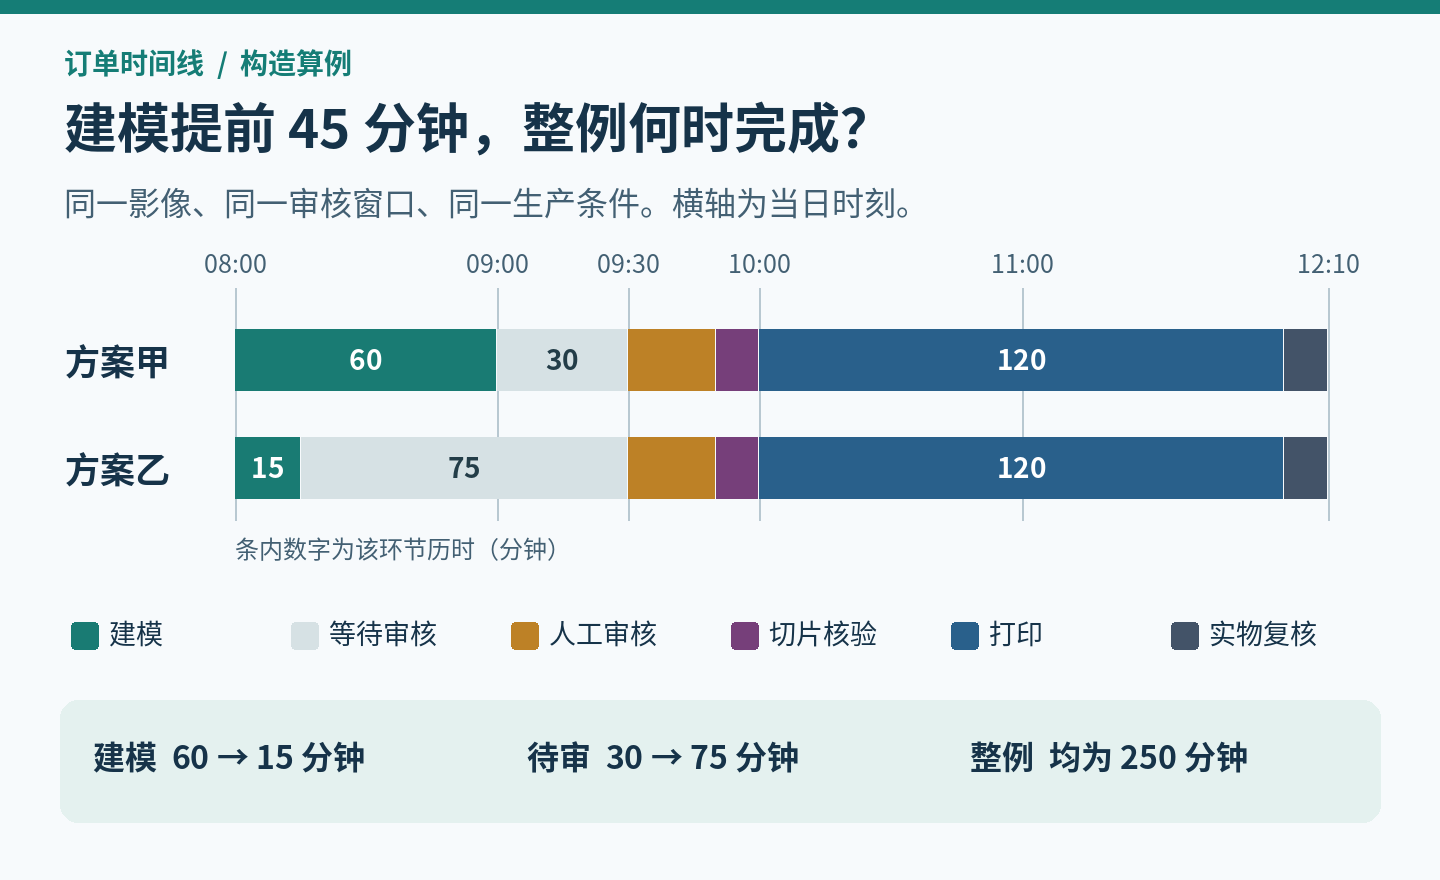 订单时间线 / 构造算例
建模提前 45 分钟，整例何时完成？
同一影像、同一审核窗口、同一生产条件。横轴为当日时刻。
08:00 09:00 09:30 10:00 11:00 12:10
方案甲 60 30 120
方案乙 15 75 120
条内数字为该环节历时（分钟）
建模 等待审核 人工审核 切片核验 打印 实物复核
建模 60 → 15 分钟 待审 30 → 75 分钟 整例 均为 250 分钟